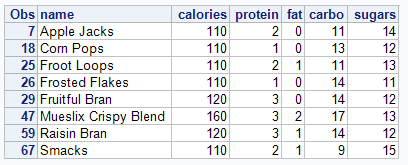 Obs name calories protein fat carbo sugars
7 Apple Jacks 110 2 0 11 14
18 Corn Pops 110 1 0 13 12
25 Froot Loops 110 2 1 11 13
26 Frosted Flakes 110 1 0 14 11
29 Fruitful Bran 120 3 0 14 12
47 Mueslix Crispy Blend 160 3 2 17 13
59 Raisin Bran 120 3 1 14 12
67 Smacks 110 2 1 9 15